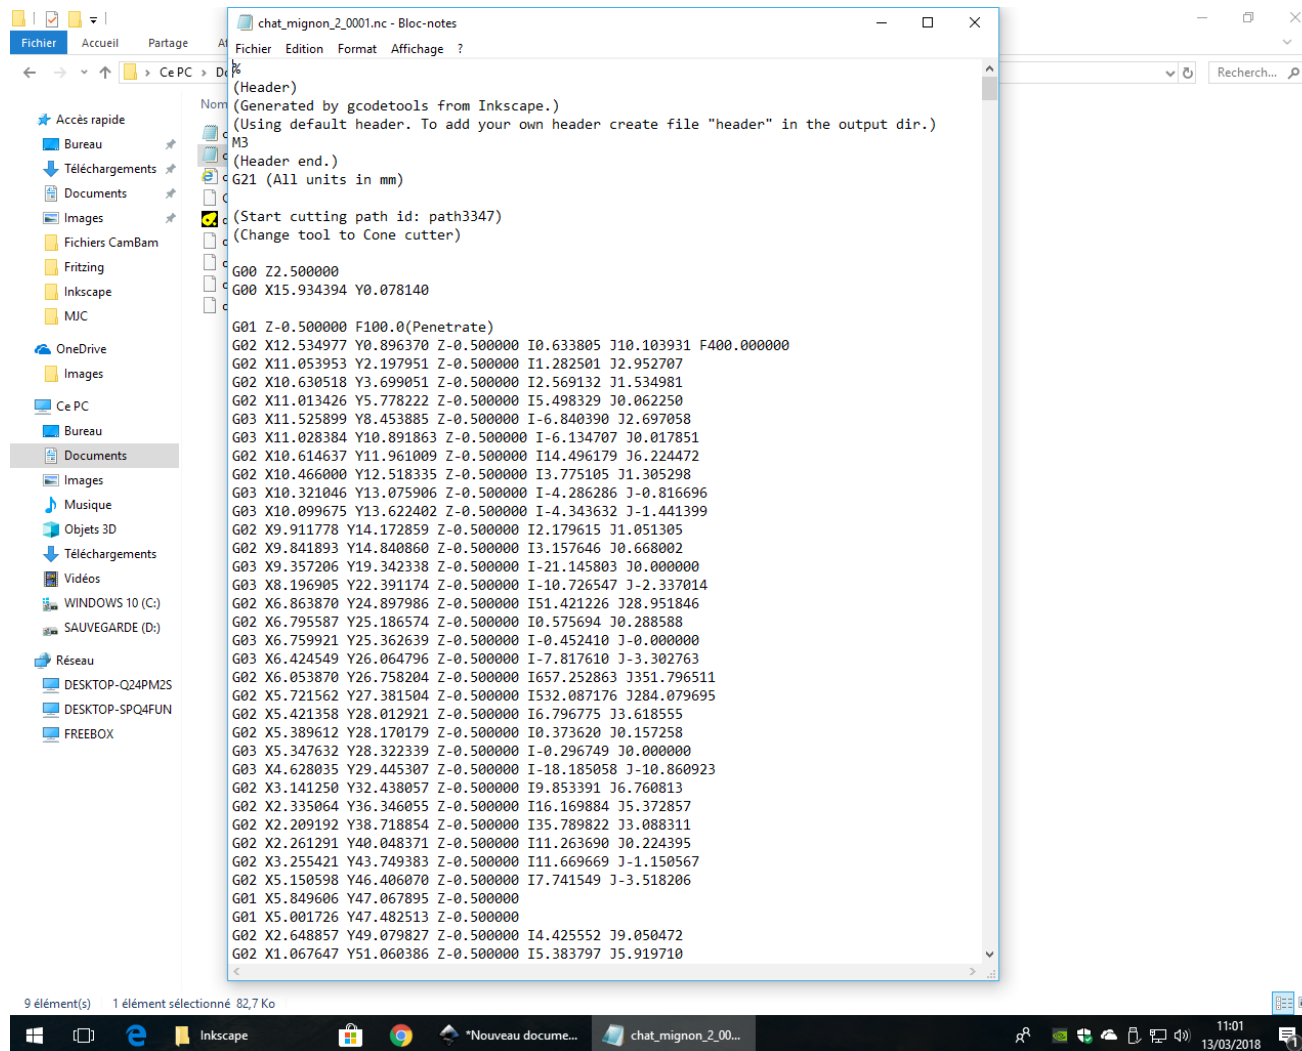 chat_mignon_2_0001.nc - Bloc-notes
Fichier Edition Format Affichage ?
Fichier Accueil Partage
Ce PC
Recherch...
Nom
Accès rapide
Bureau
Téléchargements
Documents
Images
Fichiers CamBam
Fritzing
Inkscape
MJC
OneDrive
Images
Ce PC
Bureau
Documents
Images
Musique
Objets 3D
Téléchargements
Vidéos
WINDOWS 10 (C:)
SAUVEGARDE (D:)
Réseau
DESKTOP-Q24PM2S
DESKTOP-SPQ4FUN
FREEBOX
%
(Header)
(Generated by gcodetools from Inkscape.)
(Using default header. To add your own header create file "header" in the output dir.)
M3
(Header end.)
G21 (All units in mm)
(Start cutting path id: path3347)
(Change tool to Cone cutter)
G00 Z2.500000
G00 X15.934394 Y0.078140
G01 Z-0.500000 F100.0(Penetrate)
G02 X12.534977 Y0.896370 Z-0.500000 I0.633805 J10.103931 F400.000000
G02 X11.053953 Y2.197951 Z-0.500000 I1.282501 J2.952707
G02 X10.630518 Y3.699051 Z-0.500000 I2.569132 J1.534981
G02 X11.013426 Y5.778222 Z-0.500000 I5.498329 J0.062250
G03 X11.525899 Y8.453885 Z-0.500000 I-6.840390 J2.697058
G03 X11.028384 Y10.891863 Z-0.500000 I-6.134707 J0.017851
G02 X10.614637 Y11.961009 Z-0.500000 I14.496179 J6.224472
G02 X10.466000 Y12.518335 Z-0.500000 I3.775105 J1.305298
G03 X10.321046 Y13.075906 Z-0.500000 I-4.286286 J-0.816696
G03 X10.099675 Y13.622402 Z-0.500000 I-4.343632 J-1.441399
G02 X9.911778 Y14.172859 Z-0.500000 I2.179615 J1.051305
G02 X9.841893 Y14.840860 Z-0.500000 I3.157646 J0.668002
G03 X9.357206 Y19.342338 Z-0.500000 I-21.145803 J0.000000
G03 X8.196905 Y22.391174 Z-0.500000 I-10.726547 J-2.337014
G02 X6.863870 Y24.897986 Z-0.500000 I51.421226 J28.951846
G02 X6.795587 Y25.186574 Z-0.500000 I0.575694 J0.288588
G03 X6.759921 Y25.362639 Z-0.500000 I-0.452410 J-0.000000
G03 X6.424549 Y26.064796 Z-0.500000 I-7.817610 J-3.302763
G02 X6.053870 Y26.758204 Z-0.500000 I657.252863 J351.796511
G02 X5.721562 Y27.381504 Z-0.500000 I532.087176 J284.079695
G02 X5.421358 Y28.012921 Z-0.500000 I6.796775 J3.618555
G02 X5.389612 Y28.170179 Z-0.500000 I0.373620 J0.157258
G03 X5.347632 Y28.322339 Z-0.500000 I-0.296749 J0.000000
G03 X4.628035 Y29.445307 Z-0.500000 I-18.185058 J-10.860923
G02 X3.141250 Y32.438057 Z-0.500000 I9.853391 J6.760813
G02 X2.335064 Y36.346055 Z-0.500000 I16.169884 J5.372857
G02 X2.209192 Y38.718854 Z-0.500000 I35.789822 J3.088311
G02 X2.261291 Y40.048371 Z-0.500000 I11.263690 J0.224395
G02 X3.255421 Y43.749383 Z-0.500000 I11.669669 J-1.150567
G02 X5.150598 Y46.406070 Z-0.500000 I7.741549 J-3.518206
G01 X5.849606 Y47.067895 Z-0.500000
G01 X5.001726 Y47.482513 Z-0.500000
G02 X2.648857 Y49.079827 Z-0.500000 I4.425552 J9.050472
G02 X1.067647 Y51.060386 Z-0.500000 I5.383797 J5.919710
9 élément(s) 1 élément sélectionné 82,7 Ko
Inkscape
*Nouveau docume...
chat_mignon_2_00...
11:01
13/03/2018